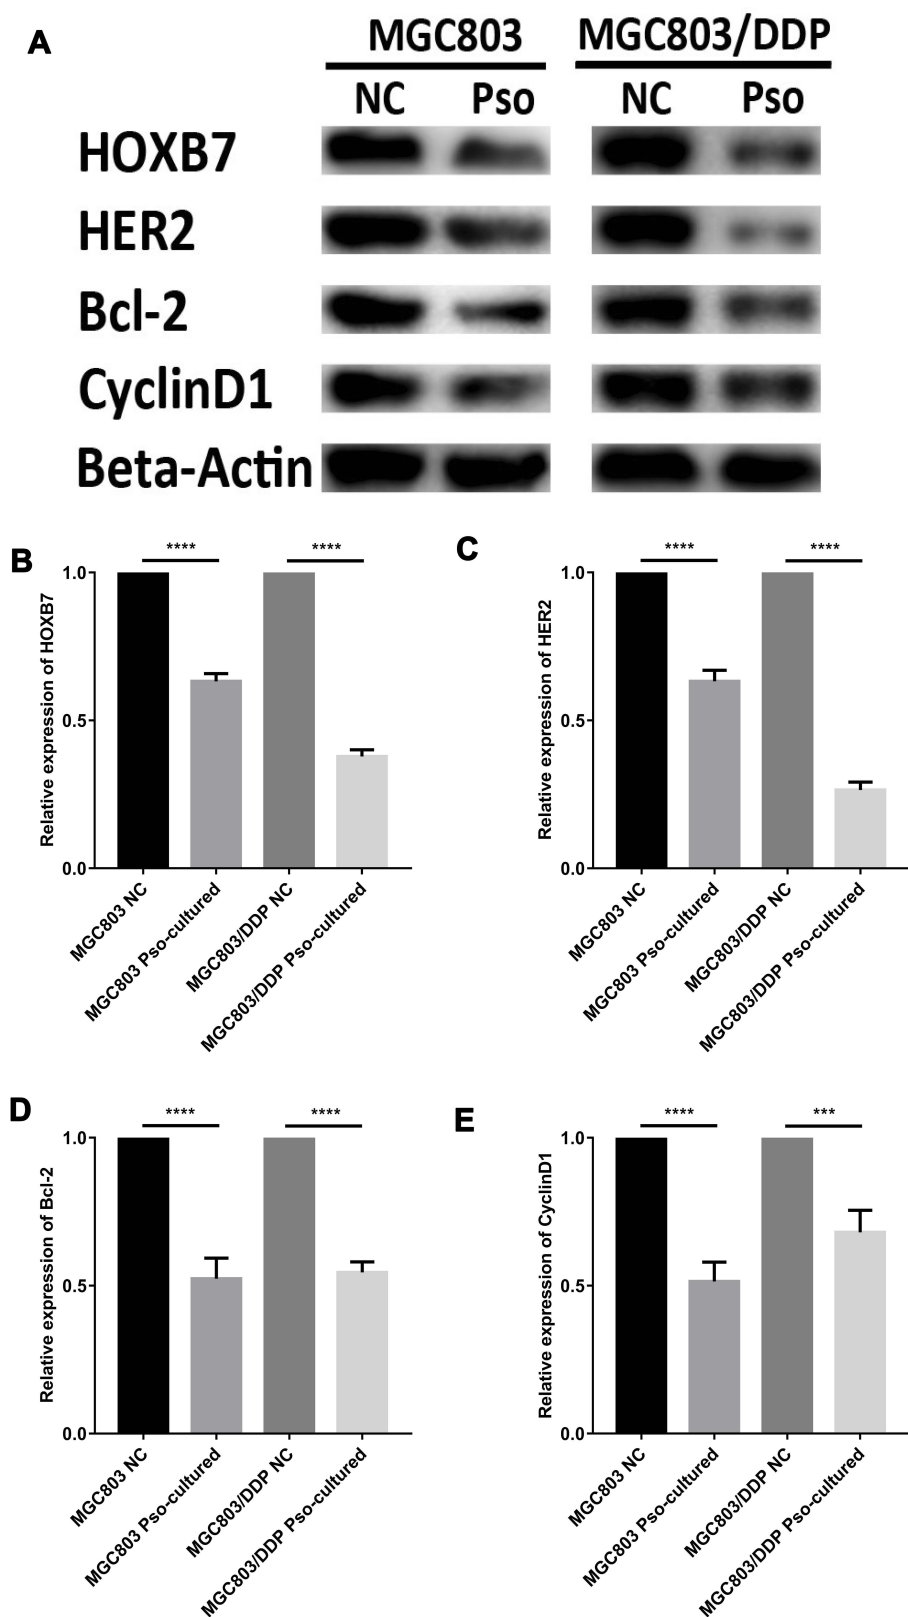 A
MGC803
MGC803/DDP
NC
Pso
NC
Pso
HOXB7
HER2
Bcl-2
CyclinD1
Beta-Actin
B
****
****
1.0
0.5
0.0
Relative expression of HOXB7
MGC803 NC
MGC803 Pso-cultured
MGC803/DDP NC
MGC803/DDP Pso-cultured
C
****
****
1.0
0.5
0.0
Relative expression of HER2
MGC803 NC
MGC803 Pso-cultured
MGC803/DDP NC
MGC803/DDP Pso-cultured
D
****
****
1.0
0.5
0.0
Relative expression of Bcl-2
MGC803 NC
MGC803 Pso-cultured
MGC803/DDP NC
MGC803/DDP Pso-cultured
E
****
***
1.0
0.5
0.0
Relative expression of CyclinD1
MGC803 NC
MGC803 Pso-cultured
MGC803/DDP NC
MGC803/DDP Pso-cultured